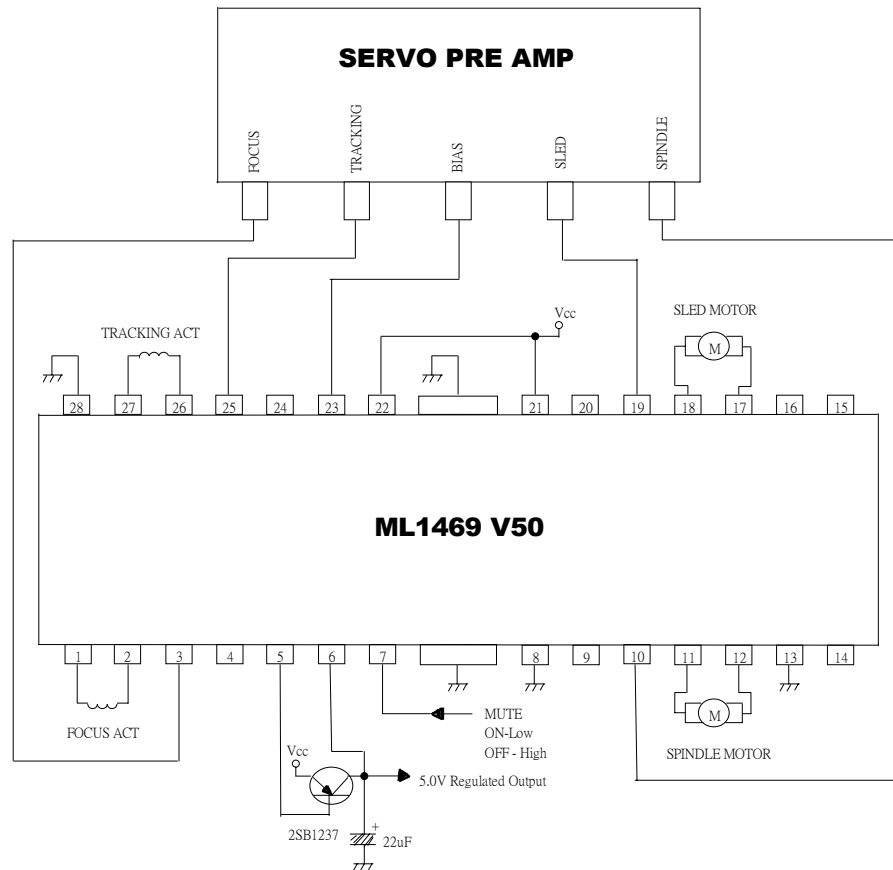 SERVO PRE AMP
FOCUS
TRACKING
BIAS
SLED
SPINDLE
Vcc
SLED MOTOR
M
TRACKING ACT
28
27
26
25
24
23
22
21
20
19
18
17
16
15
ML1469 V50
1
2
3
4
5
6
7
8
9
10
11
12
13
14
FOCUS ACT
MUTE
ON-Low
OFF - High
M
SPINDLE MOTOR
Vcc
5.0V Regulated Output
2SB1237
+
22uF